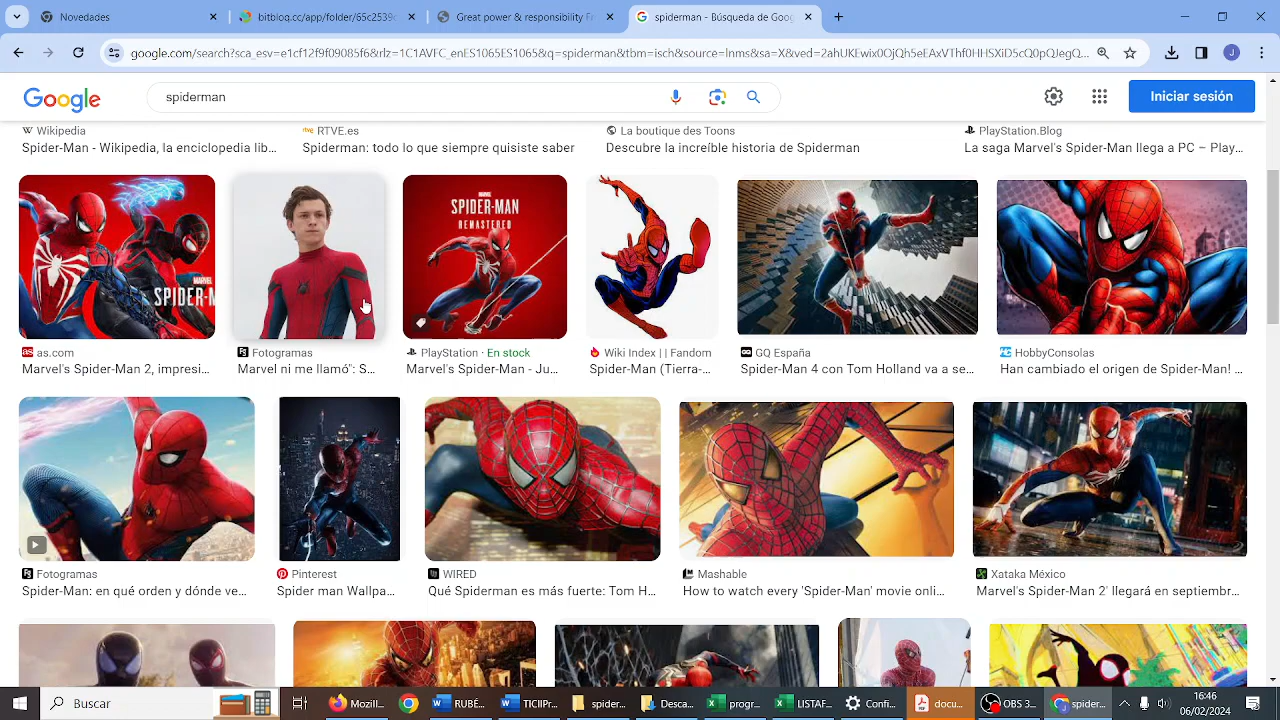 Novedades
bitblog.cc/app/folder/65c2539
Great power & responsibility Fr
spiderman - Búsqueda de Goog
google.com/search?sca_esv=e1cf12f9f09085f6&rlz=1C1AVFC_enES1065ES1065&q=spiderman&tbm=isch&source=lnms&sa=X&ved=2ahUKEwix0OjQh5eEAxVThf0HHSXiD5cQ0pQJegQ...
J
Google
spiderman
Iniciar sesión
Wikipedia
RTVE.es
La boutique des Toons
PlayStation.Blog
Spider-Man - Wikipedia, la enciclopedia lib...
Spiderman: todo lo que siempre quisiste saber
Descubre la increíble historia de Spiderman
La saga Marvel's Spider-Man llega a PC – Play...
MARVEL
SPIDER-M
MARVEL
SPIDER-MAN
REMASTERED
as.com
Fotogramas
PlayStation · En stock
Wiki Index | | Fandom
GQ España
HobbyConsolas
Marvel's Spider-Man 2, impresi...
Marvel ni me llamó": S...
Marvel's Spider-Man - Ju...
Spider-Man (Tierra-...
Spider-Man 4 con Tom Holland va a se...
Han cambiado el origen de Spider-Man! ...
Fotogramas
Pinterest
WIRED
Mashable
Xataka México
Spider-Man: en qué orden y dónde ve...
Spider man Wallpa...
Qué Spiderman es más fuerte: Tom H...
How to watch every 'Spider-Man' movie onli...
Marvel's Spider-Man 2' llegará en septiembr...
Buscar
RUBÉ...
TICIIP...
spider...
Desca...
progr...
LISTAF...
Confi...
docu...
OBS 3...
spider...
16:46
06/02/2024